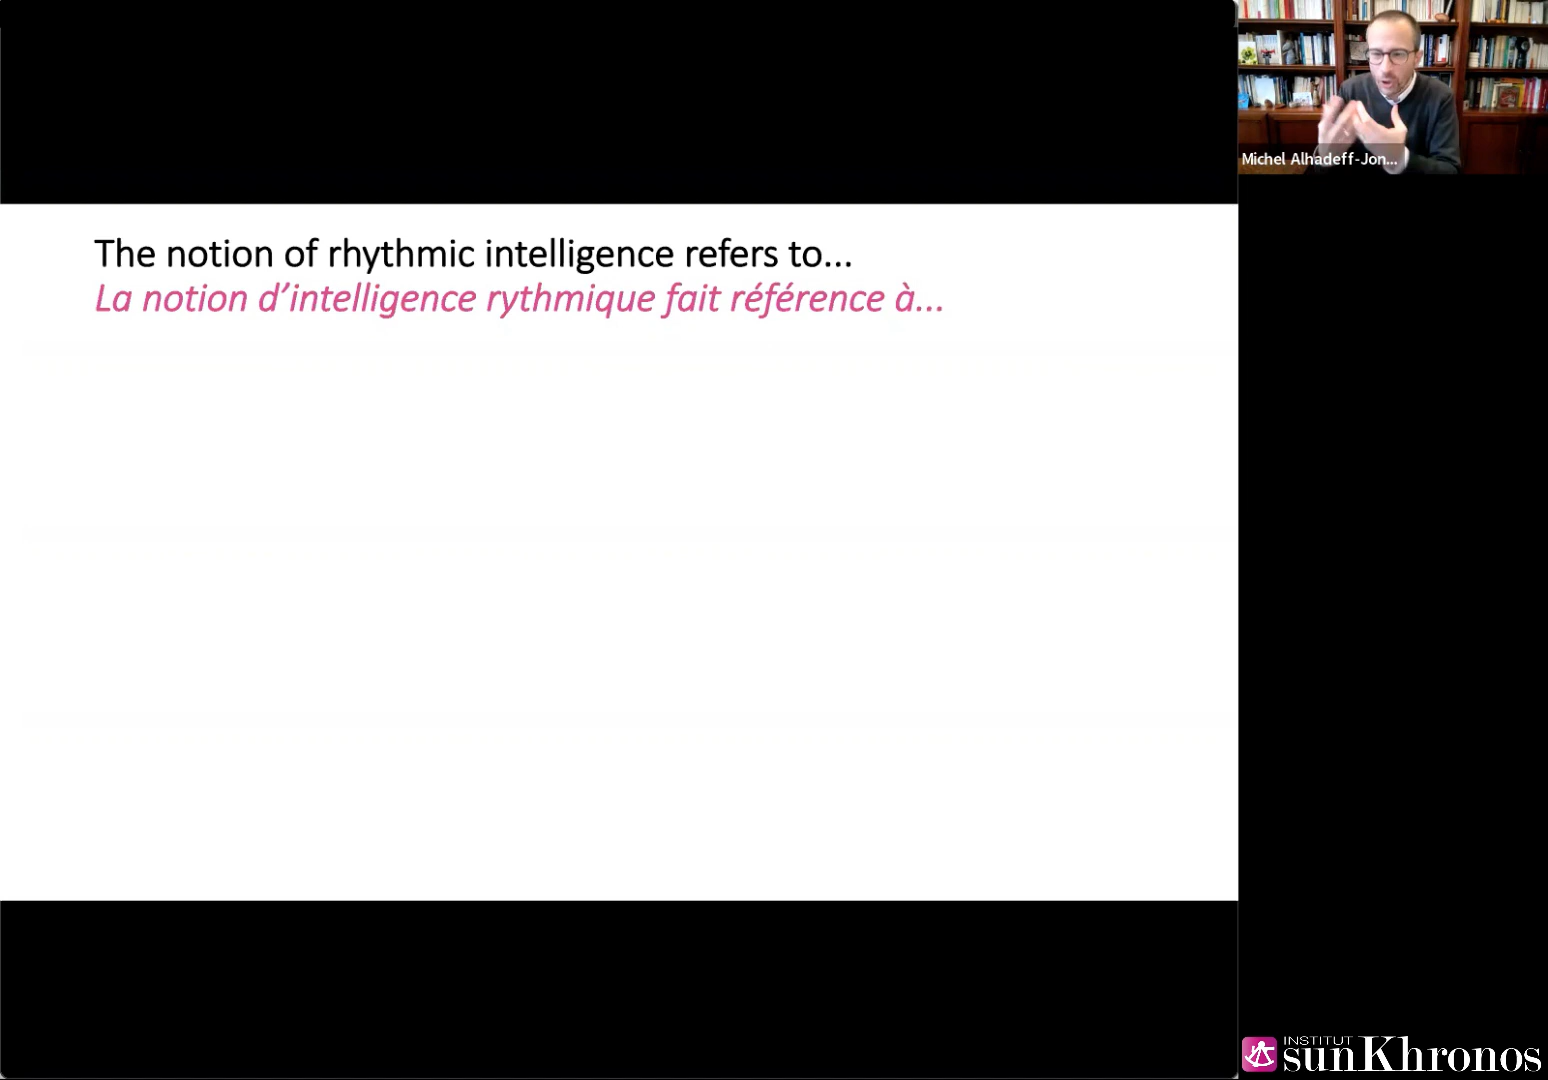 The notion of rhythmic intelligence refers to...
La notion d’intelligence rythmique fait référence à...
Michel Alhadeff-Jon...
INSTITUT
sunKhronos